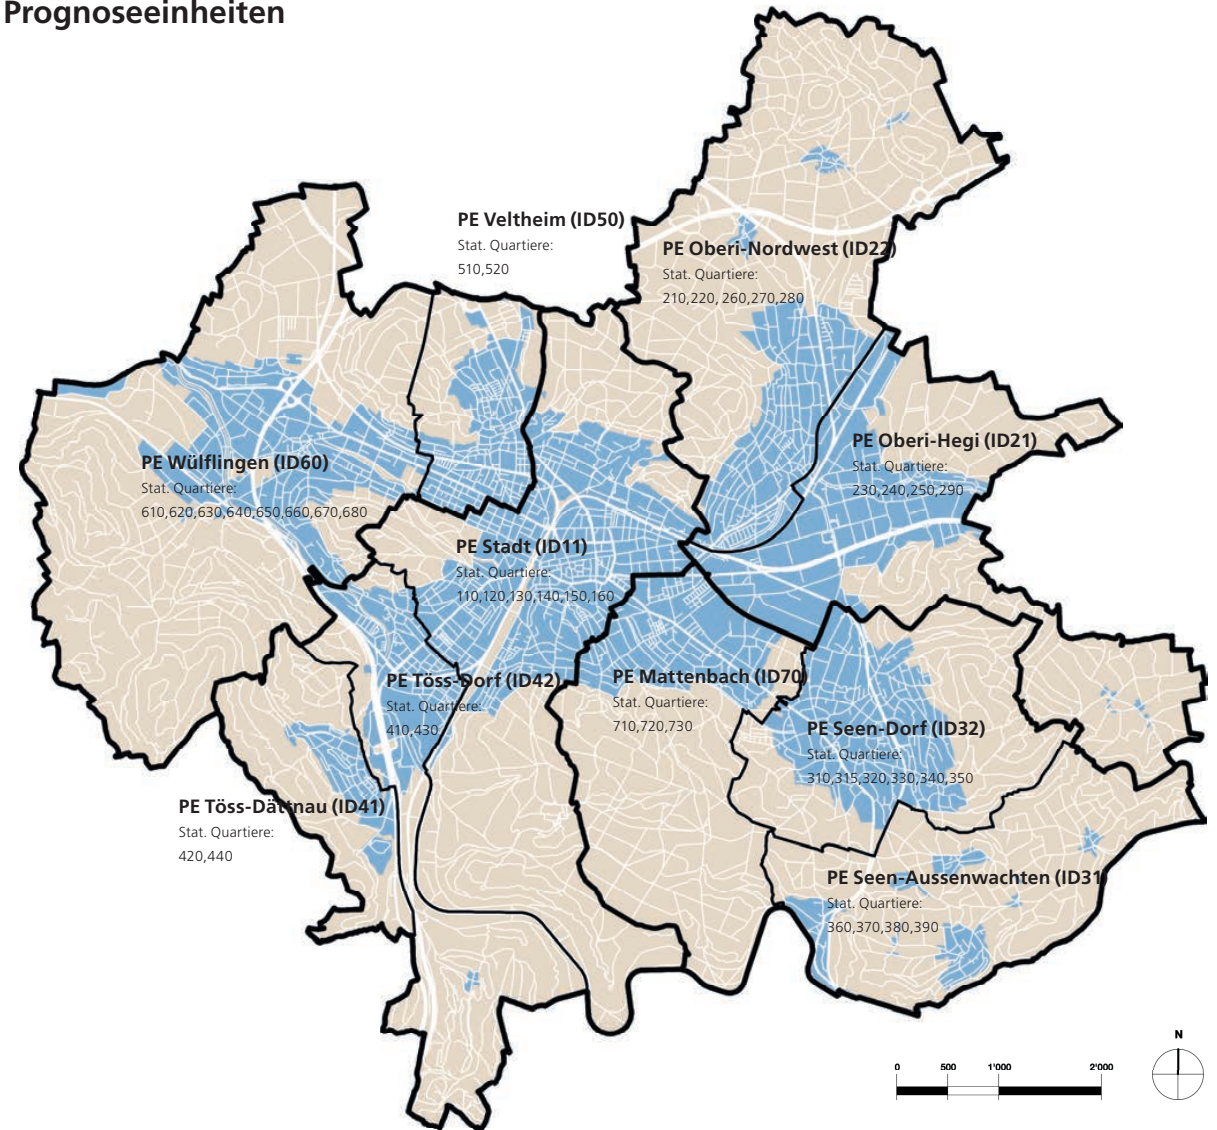 Prognoseeinheiten
PE Veltheim (ID50)
Stat. Quartiere:
510,520
PE Oberi-Nordwest (ID22)
Stat. Quartiere:
210,220, 260,270,280
PE Oberi-Hegi (ID21)
Stat. Quartiere:
230,240,250,290
PE Wülflingen (ID60)
Stat. Quartiere:
610,620,630,640,650,660,670,680
PE Stadt (ID11)
Stat. Quartiere:
110,120,130,140,150,160
PE Töss-Dorf (ID42)
Stat. Quartiere:
410,430
PE Mattenbach (ID70)
Stat. Quartiere:
710,720,730
PE Seen-Dorf (ID32)
Stat. Quartiere:
310,315,320,330,340,350
PE Töss-Dättnau (ID41)
Stat. Quartiere:
420,440
PE Seen-Aussenwachten (ID31)
Stat. Quartiere:
360,370,380,390
N
0 500 1'000 2'000